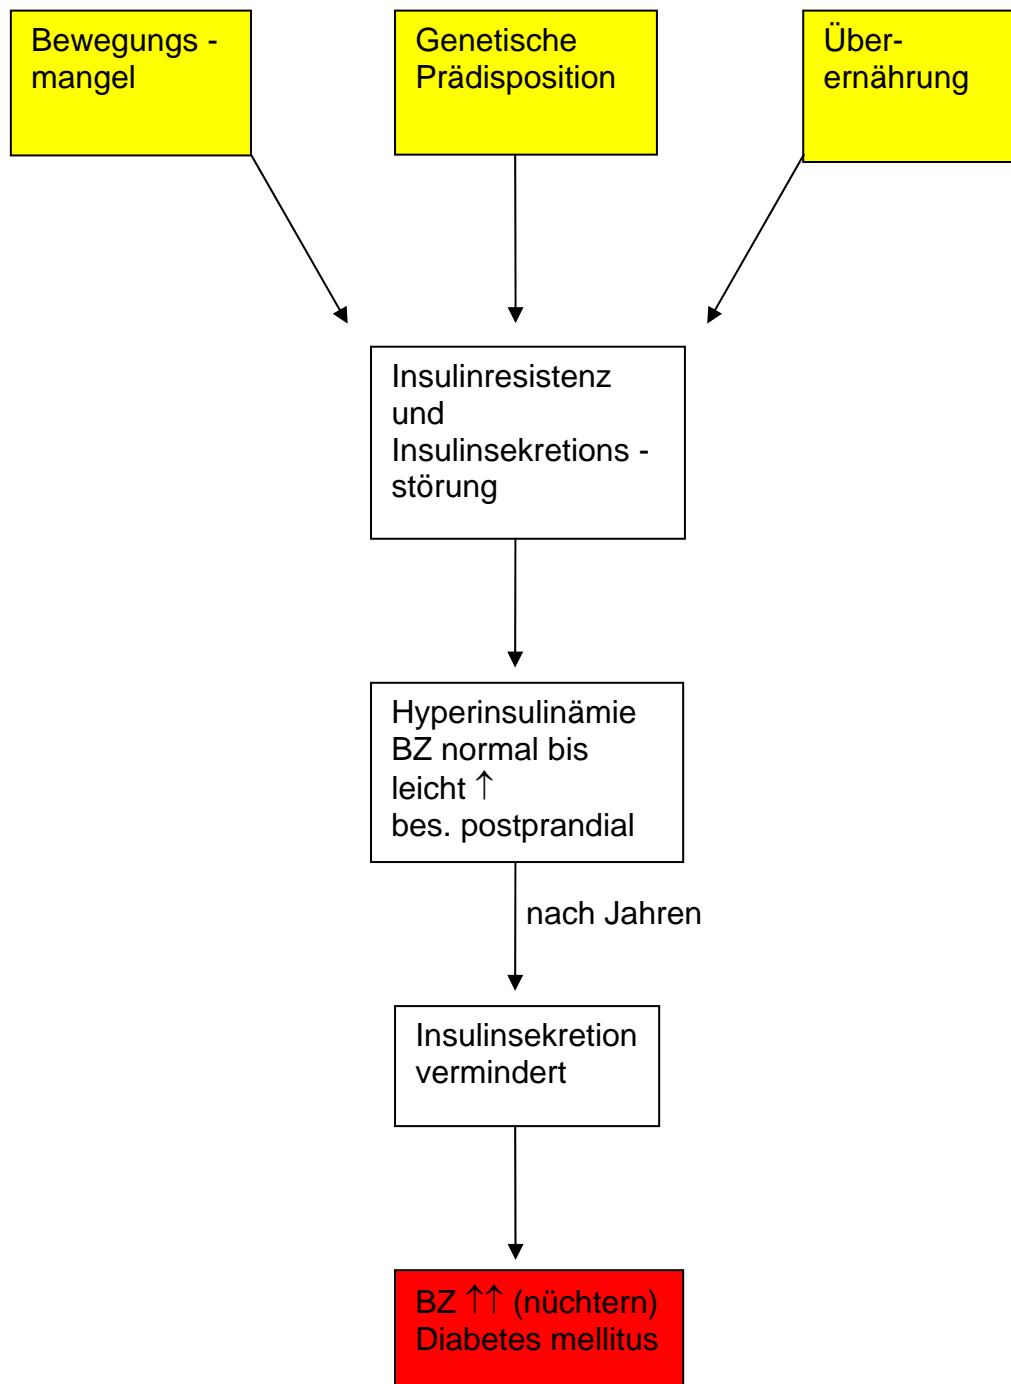 Bewegungs -
mangel
Genetische
Prädisposition
Über-
ernährung
Insulinresistenz
und
Insulinsekretions -
störung
Hyperinsulinämie
BZ normal bis
leicht ↑
bes. postprandial
nach Jahren
Insulinsekretion
vermindert
BZ ↑↑ (nüchtern)
Diabetes mellitus